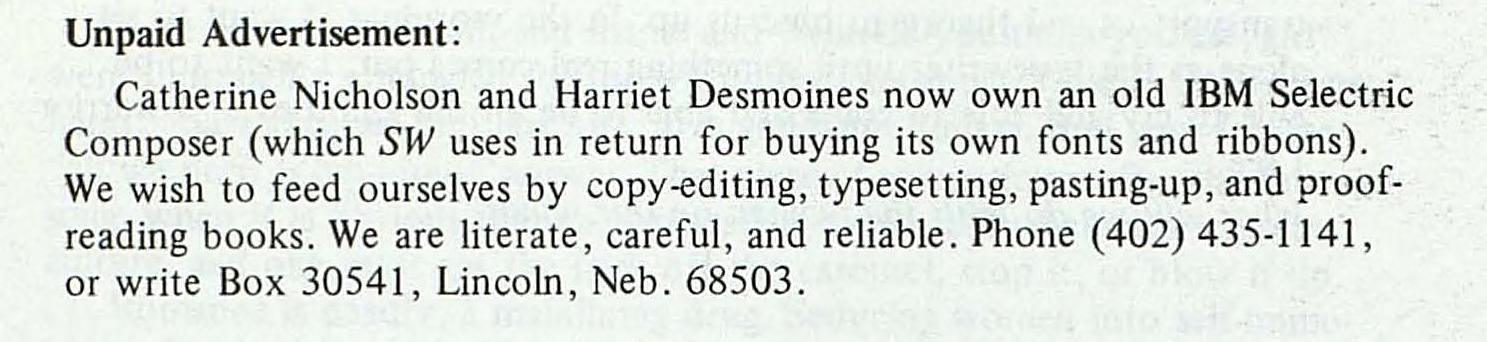 Unpaid Advertisement:
Catherine Nicholson and Harriet Desmoines now own an old IBM Selectric
Composer (which SW uses in return for buying its own fonts and ribbons).
We wish to feed ourselves by copy-editing, typesetting, pasting-up, and proof-
reading books. We are literate, careful, and reliable. Phone (402) 435-1141,
or write Box 30541, Lincoln, Neb. 68503.